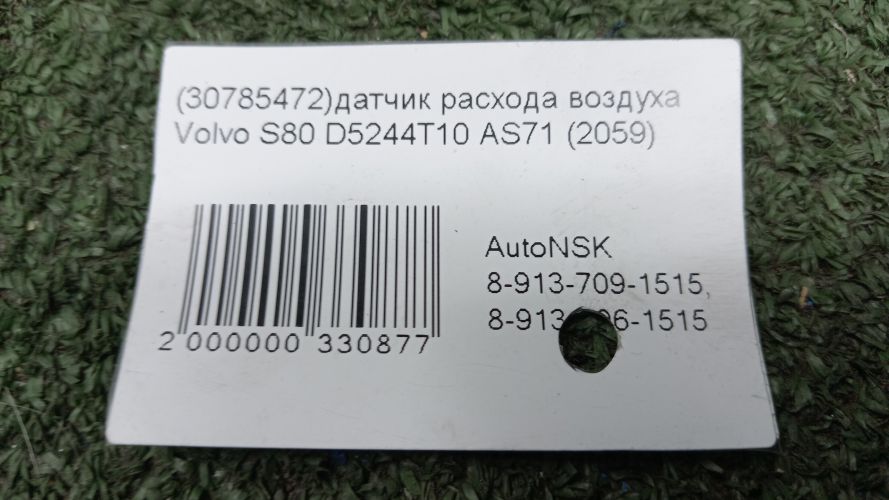 (30785472)датчик расхода воздуха
Volvo S80 D5244T10 AS71 (2059)
AutoNSK
8-913-709-1515,
2 000000 330877